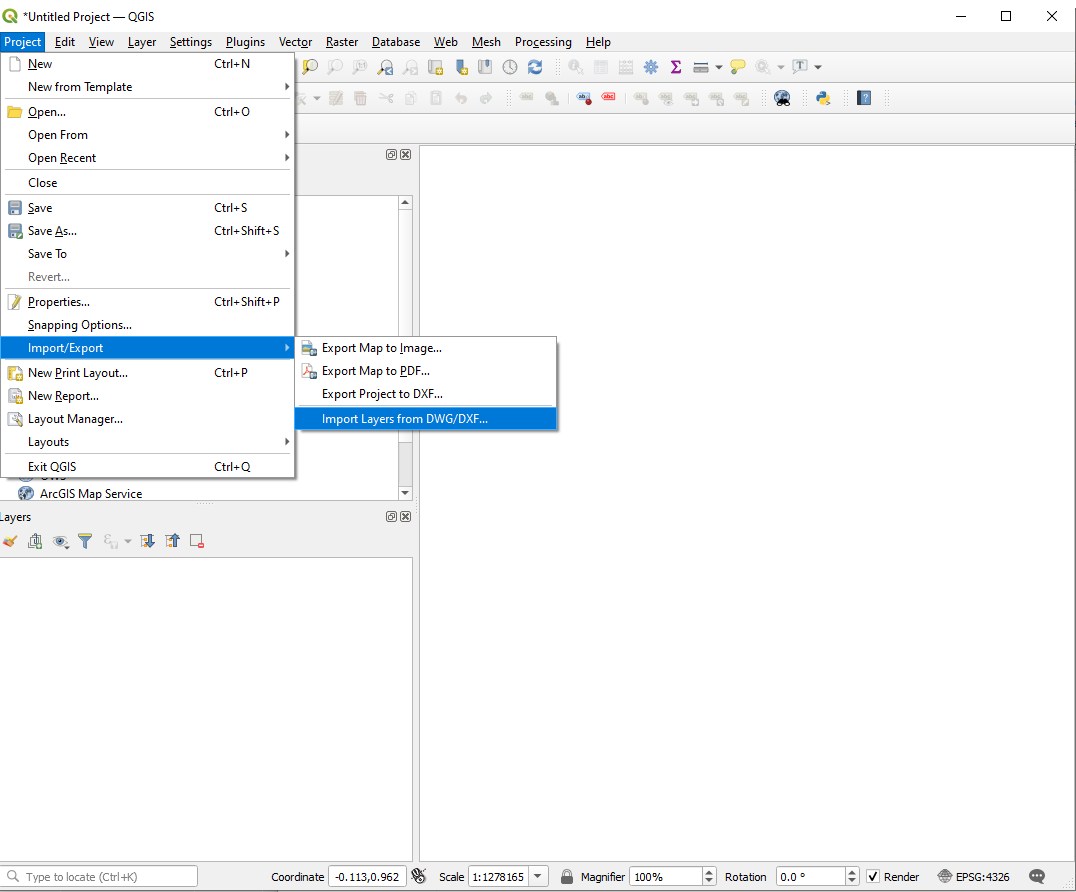 *Untitled Project — QGIS
Project Edit View Layer Settings Plugins Vector Raster Database Web Mesh Processing Help
New Ctrl+N
New from Template
Open... Ctrl+O
Open From
Open Recent
Close
Save Ctrl+S
Save As... Ctrl+Shift+S
Save To
Revert...
Properties... Ctrl+Shift+P
Snapping Options...
Import/Export
Export Map to Image...
Export Map to PDF...
Export Project to DXF...
Import Layers from DWG/DXF...
New Print Layout... Ctrl+P
New Report...
Layout Manager...
Layouts
Exit QGIS Ctrl+Q
ArcGIS Map Service
Layers
Type to locate (Ctrl+K) Coordinate -0.113,0.962 Scale 1:1278165 Magnifier 100% Rotation 0.0 ° Render EPSG:4326